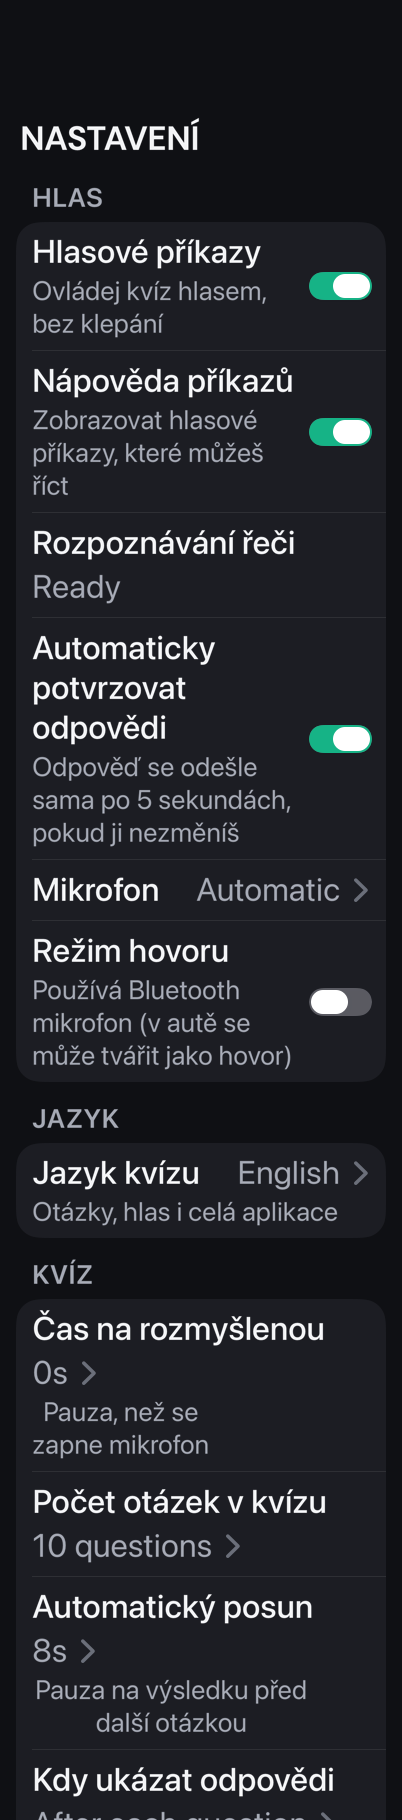 NASTAVENÍ
HLAS
Hlasové příkazy
Ovládej kvíz hlasem,
bez klepání
Nápověda příkazů
Zobrazovat hlasové
příkazy, které můžeš
říct
Rozpoznávání řeči
Ready
Automaticky
potvrzovat
odpovědi
Odpověď se odešle
sama po 5 sekundách,
pokud ji nezměníš
Mikrofon Automatic
Režim hovoru
Používá Bluetooth
mikrofon (v autě se
může tvářit jako hovor)
JAZYK
Jazyk kvízu English
Otázky, hlas i celá aplikace
KVÍZ
Čas na rozmyšlenou
0s
Pauza, než se
zapne mikrofon
Počet otázek v kvízu
10 questions
Automatický posun
8s
Pauza na výsledku před
další otázkou
Kdy ukázat odpovědi
After each question